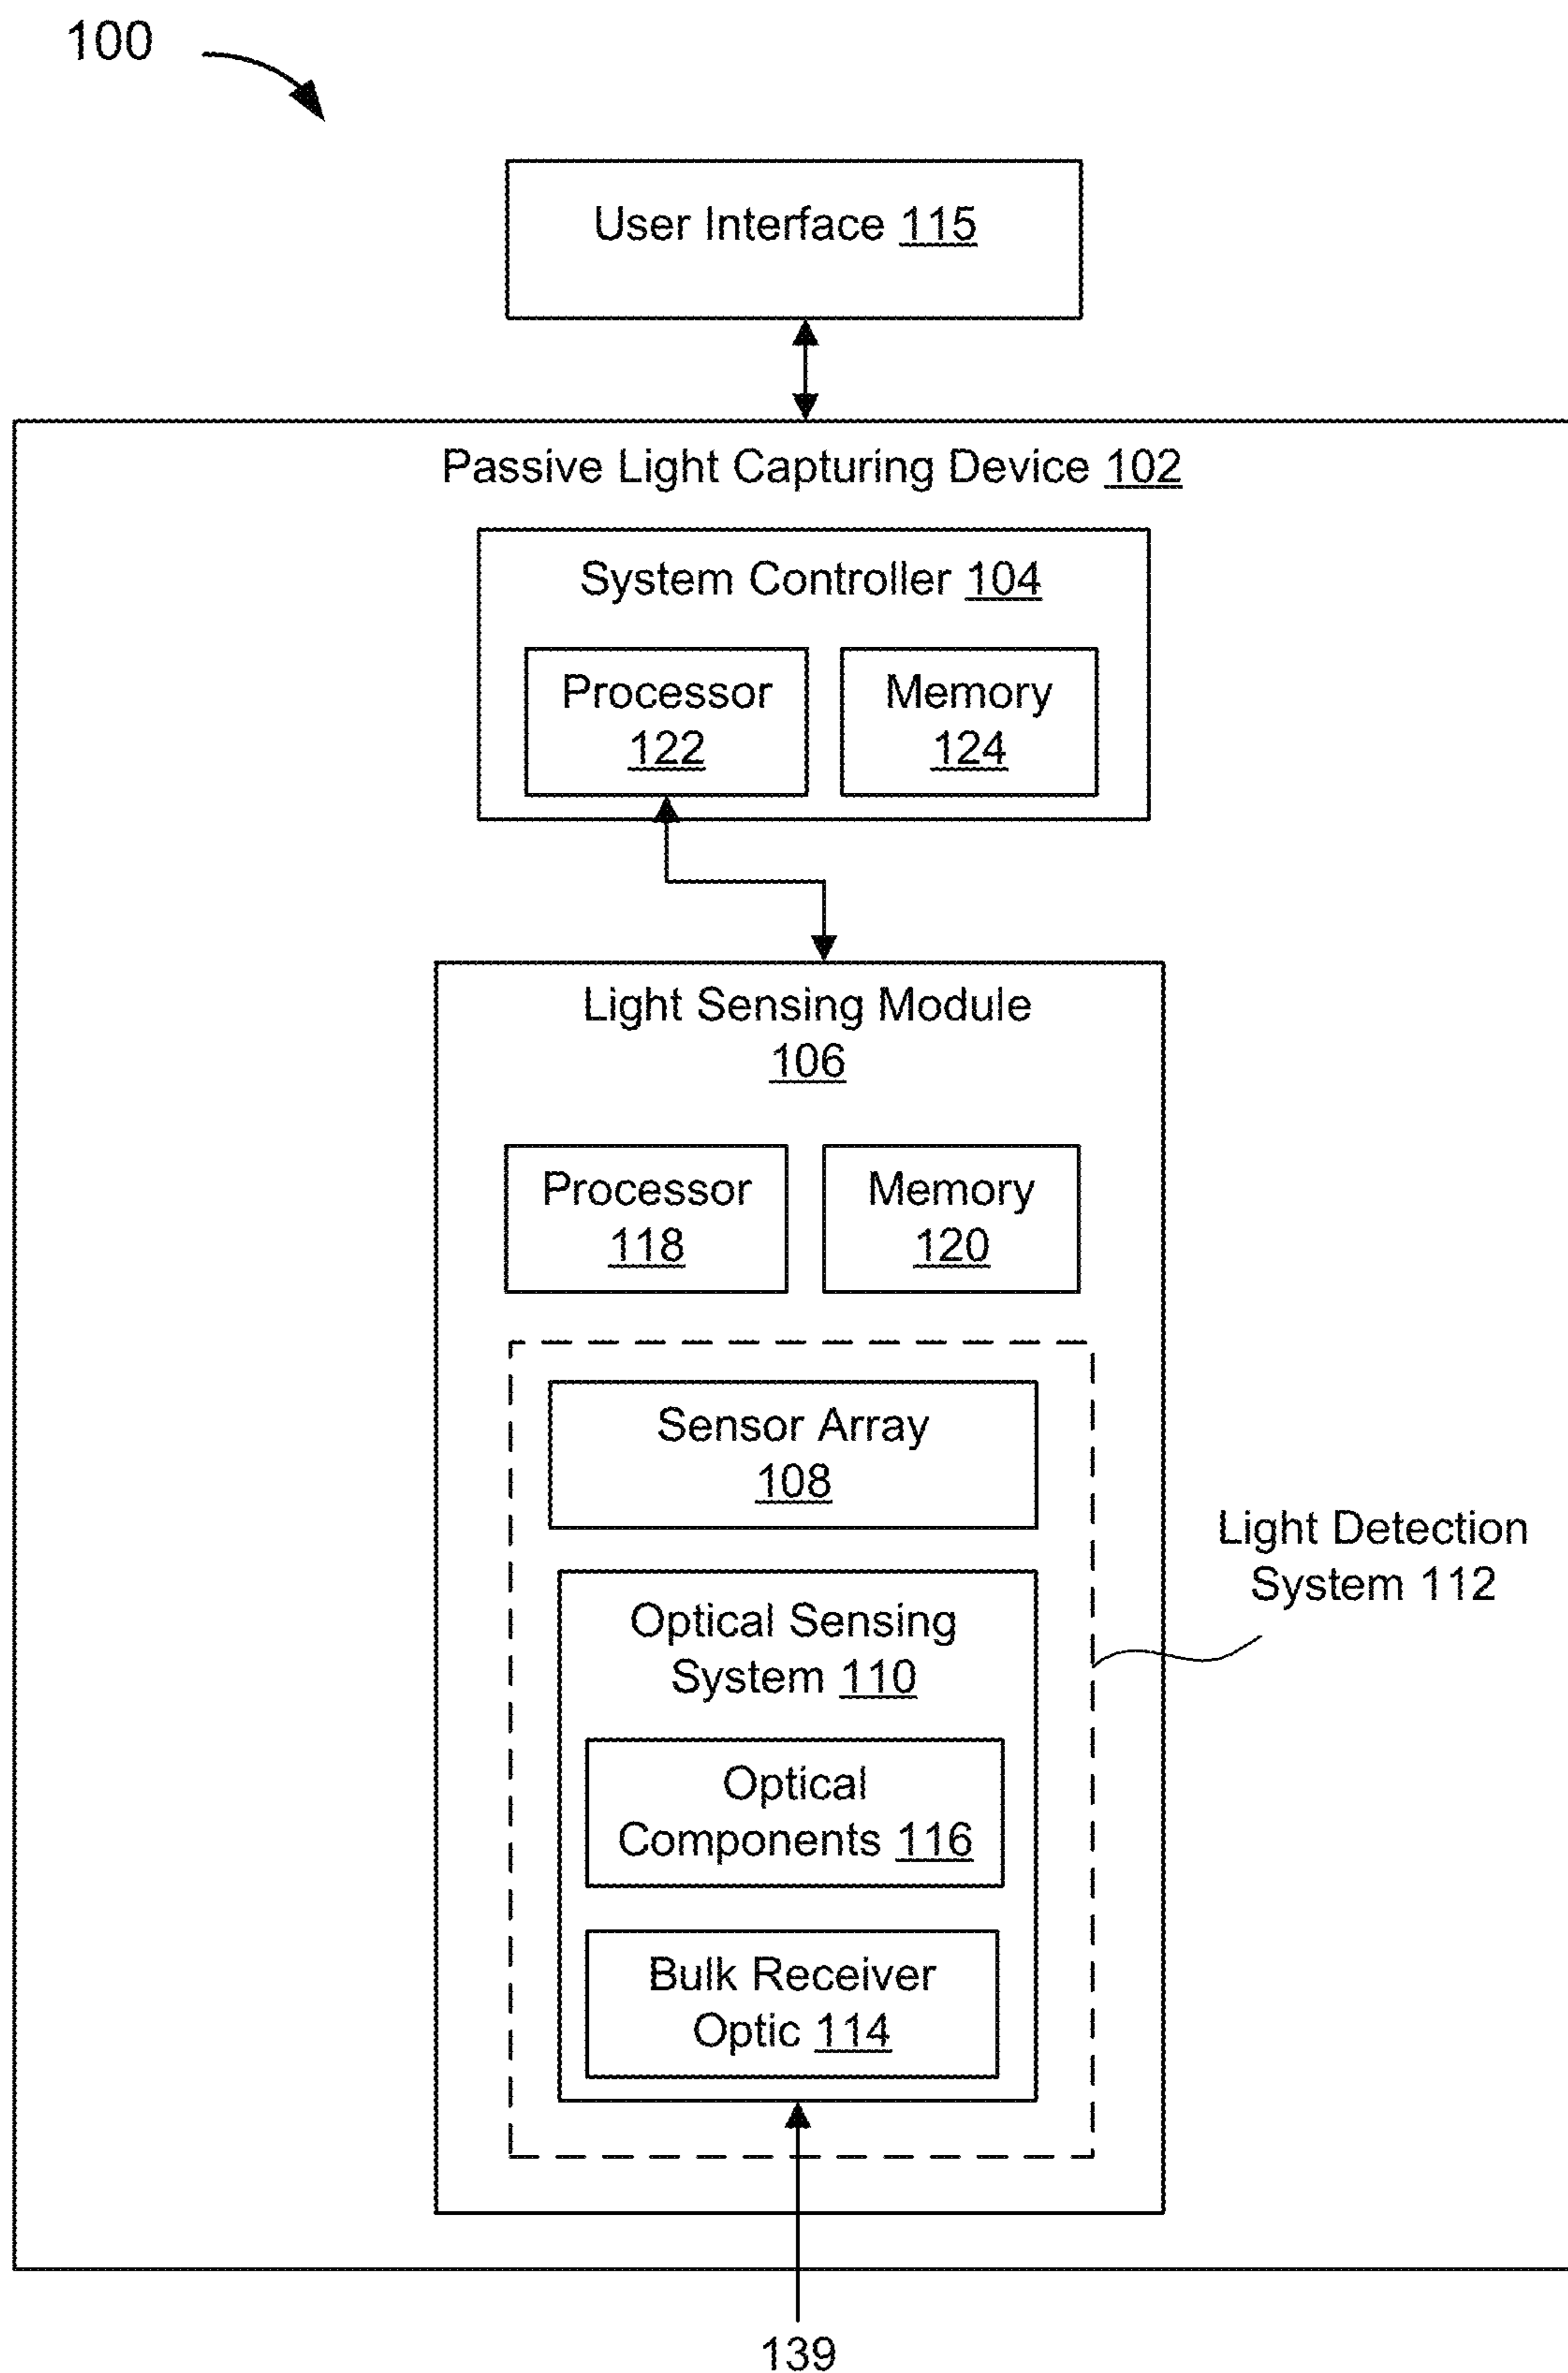 100
User Interface 115
Passive Light Capturing Device 102
System Controller 104
Processor
122
Memory
124
Light Sensing Module
106
Processor
118
Memory
120
Sensor Array
108
Light Detection
System 112
Optical Sensing
System 110
Optical
Components 116
Bulk Receiver
Optic 114
139